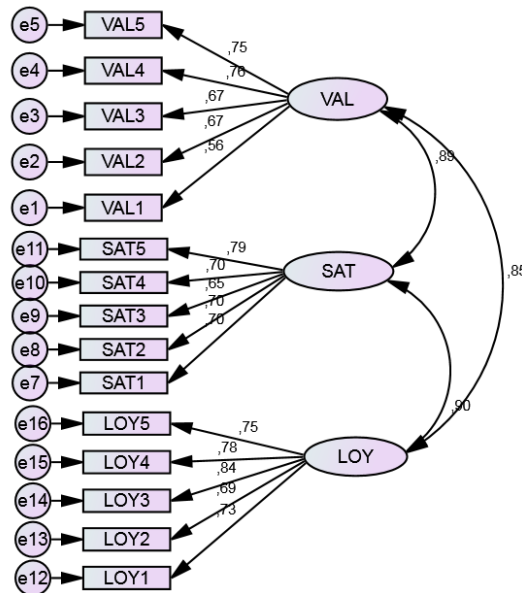 e5 VAL5
,75
e4 VAL4
,76
VAL
e3 VAL3
,67
e2 VAL2
,67
,56
,89
e1 VAL1
e11 SAT5
,79
e10 SAT4
,70
SAT
,85
e9 SAT3
,65
e8 SAT2
,70
,70
e7 SAT1
e16 LOY5
,75
,90
e15 LOY4
,78
LOY
e14 LOY3
,84
e13 LOY2
,69
,73
e12 LOY1